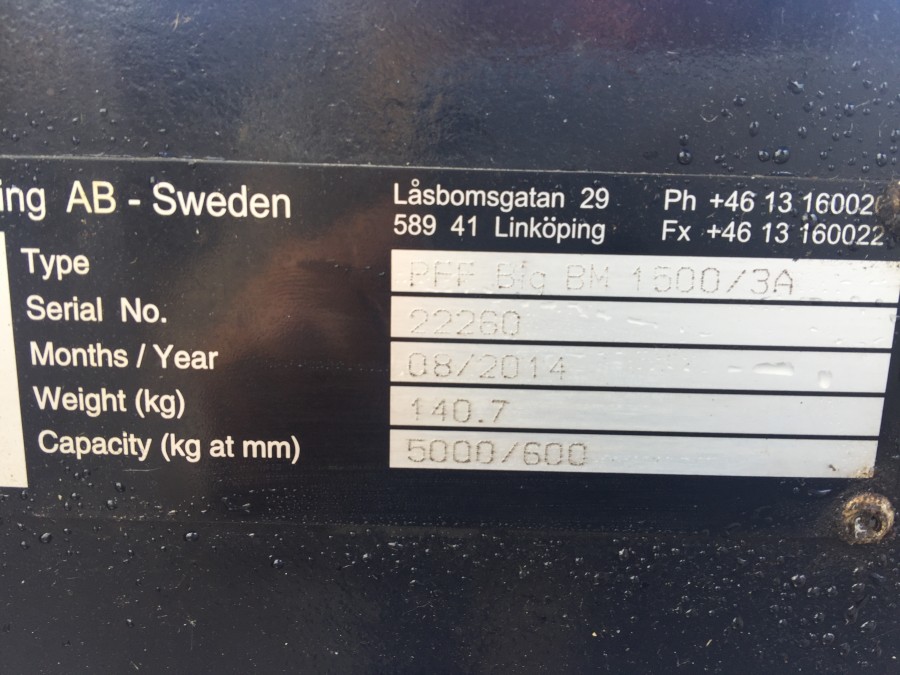 ing AB - Sweden
Låsbomsgatan 29 Ph +46 13 16002
589 41 Linköping Fx +46 13 160022
Type PFF Big BM 1500/3A
Serial No. 22260
Months / Year 08/2014
Weight (kg) 140.7
Capacity (kg at mm) 5000/600